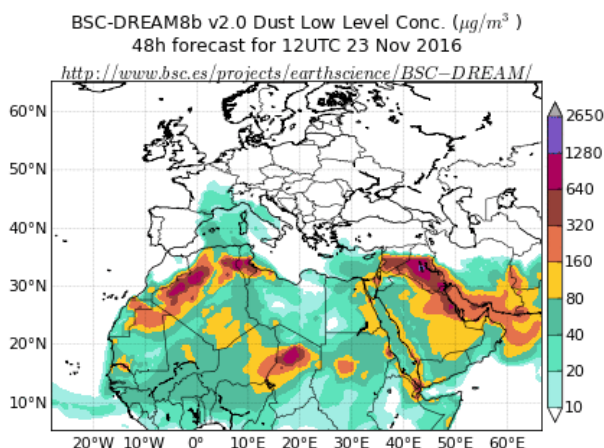 BSC-DREAM8b v2.0 Dust Low Level Conc. (μg/m³ )
48h forecast for 12UTC 23 Nov 2016
http://www.bsc.es/projects/earthscience/BSC−DREAM/
60°N
50°N
40°N
30°N
20°N
10°N
20°W 10°W 0° 10°E 20°E 30°E 40°E 50°E 60°E
2650
1280
640
320
160
80
40
20
10